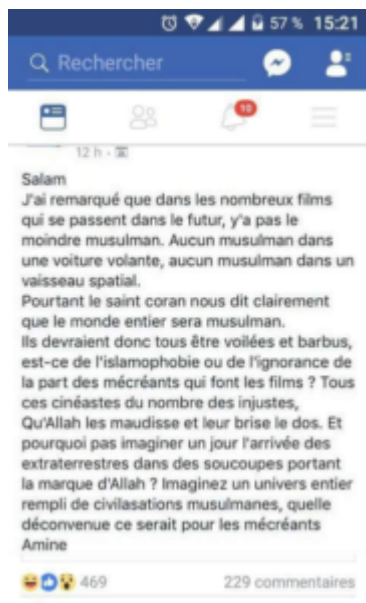 57 % 15:21
Rechercher
10
12 h
Salam
J'ai remarqué que dans les nombreux films
qui se passent dans le futur, y'a pas le
moindre musulman. Aucun musulman dans
une voiture volante, aucun musulman dans un
vaisseau spatial.
Pourtant le saint coran nous dit clairement
que le monde entier sera musulman.
Ils devraient donc tous être voilées et barbus,
est-ce de l'islamophobie ou de l'ignorance de
la part des mécréants qui font les films ? Tous
ces cinéastes du nombre des injustes,
Qu'Allah les maudisse et leur brise le dos. Et
pourquoi pas imaginer un jour l'arrivée des
extraterrestres dans des soucoupes portant
la marque d'Allah ? Imaginez un univers entier
rempli de civilasations musulmanes, quelle
déconvenue ce serait pour les mécréants
Amine
469 229 commentaires